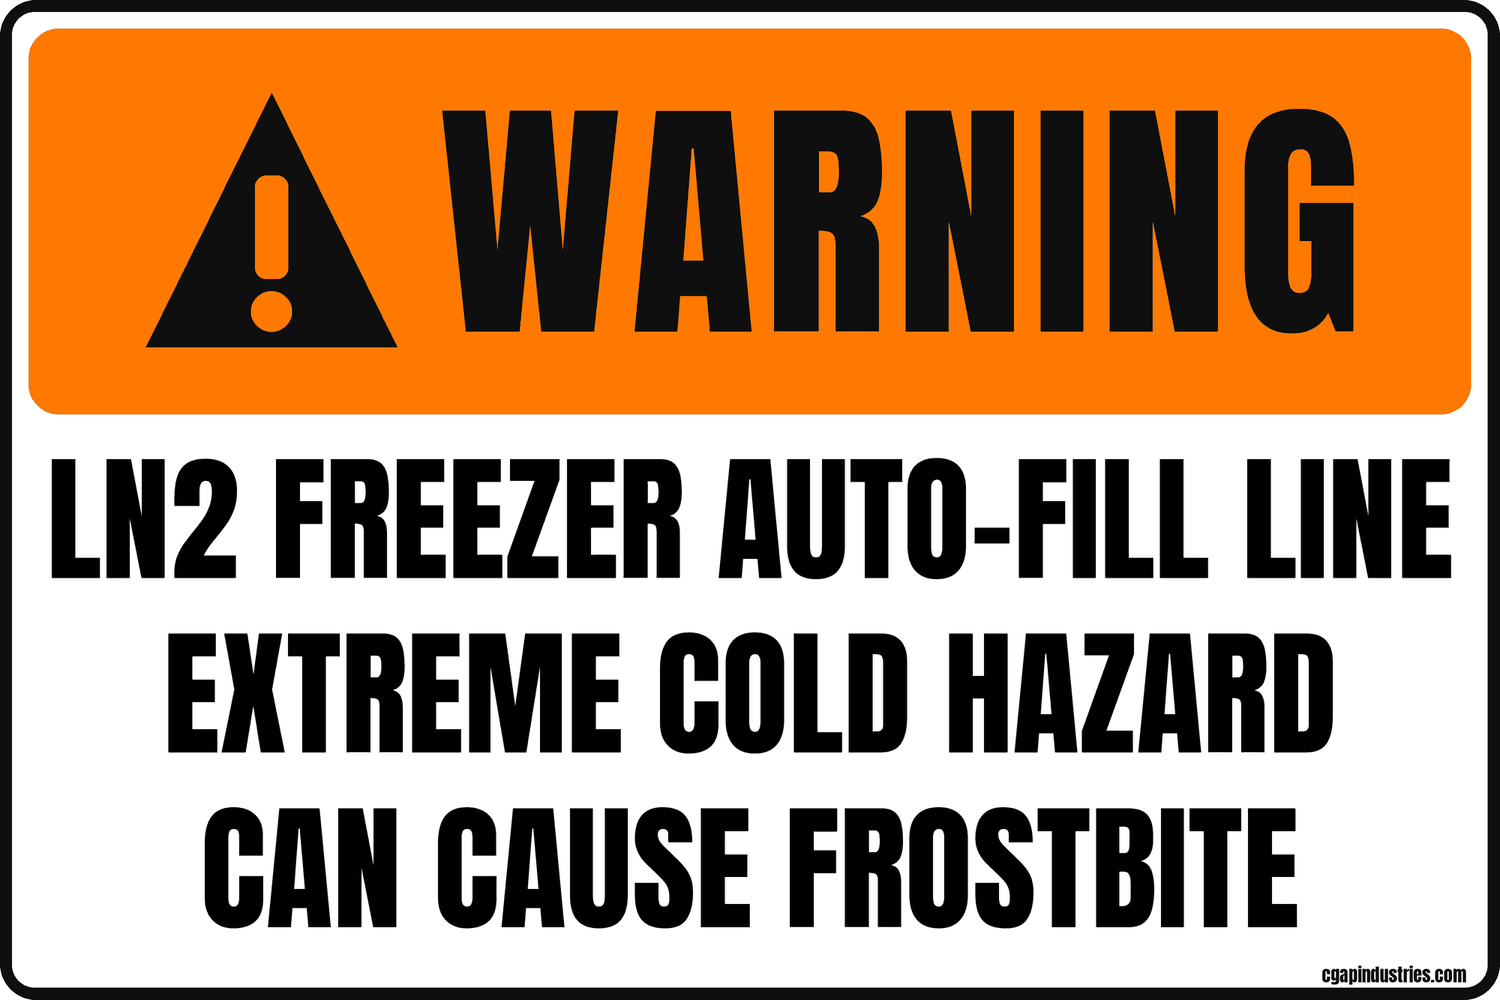 WARNING
LN2 FREEZER AUTO-FILL LINE
EXTREME COLD HAZARD
CAN CAUSE FROSTBITE
cgapindustries.com